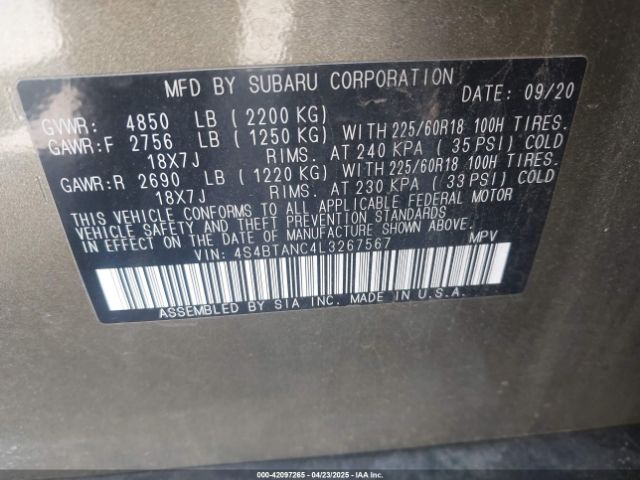 MFD BY SUBARU CORPORATION DATE: 09/20
GVWR: 4850 LB (2200 KG)
GAWR:F 2756 LB (1250 KG) WITH 225/60R18 100H TIRES.
18X7J RIMS. AT 240 KPA (35 PSI) COLD
GAWR:R 2690 LB (1220 KG) WITH 225/60R18 100H TIRES.
18X7J RIMS. AT 230 KPA (33 PSI) COLD
THIS VEHICLE CONFORMS TO ALL APPLICABLE FEDERAL MOTOR
VEHICLE SAFETY AND THEFT PREVENTION STANDARDS
IN EFFECT ON THE DATE OF MANUFACTURE SHOWN ABOVE.
VIN: 4S4BTANC4L3267567 MPV
ASSEMBLED BY SIA INC. MADE IN U.S.A.
000-42097265 - 04/23/2025 - Copyright © IAA, Inc.